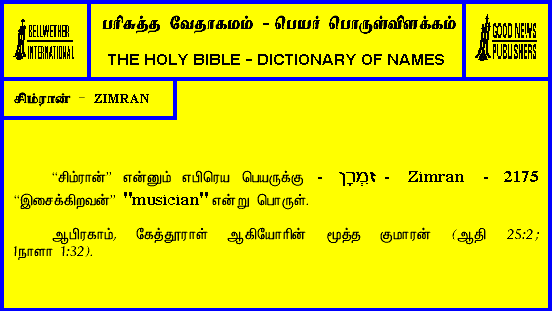 BELLWETHER
INTERNATIONAL
பரிசுத்த வேதாகமம் - பெயர் பொருள்விளக்கம்
THE HOLY BIBLE - DICTIONARY OF NAMES
GOOD NEWS
PUBLISHERS
சிம்ரான் - ZIMRAN
“சிம்ரான்” என்னும் எபிரெய பெயருக்கு - זִמְרָן - Zimran - 2175
“இசைக்கிறவன்” "musician" என்று பொருள்.
ஆபிரகாம், கேத்தூராள் ஆகியோரின் மூத்த குமாரன் (ஆதி 25:2;
1நாளா 1:32).